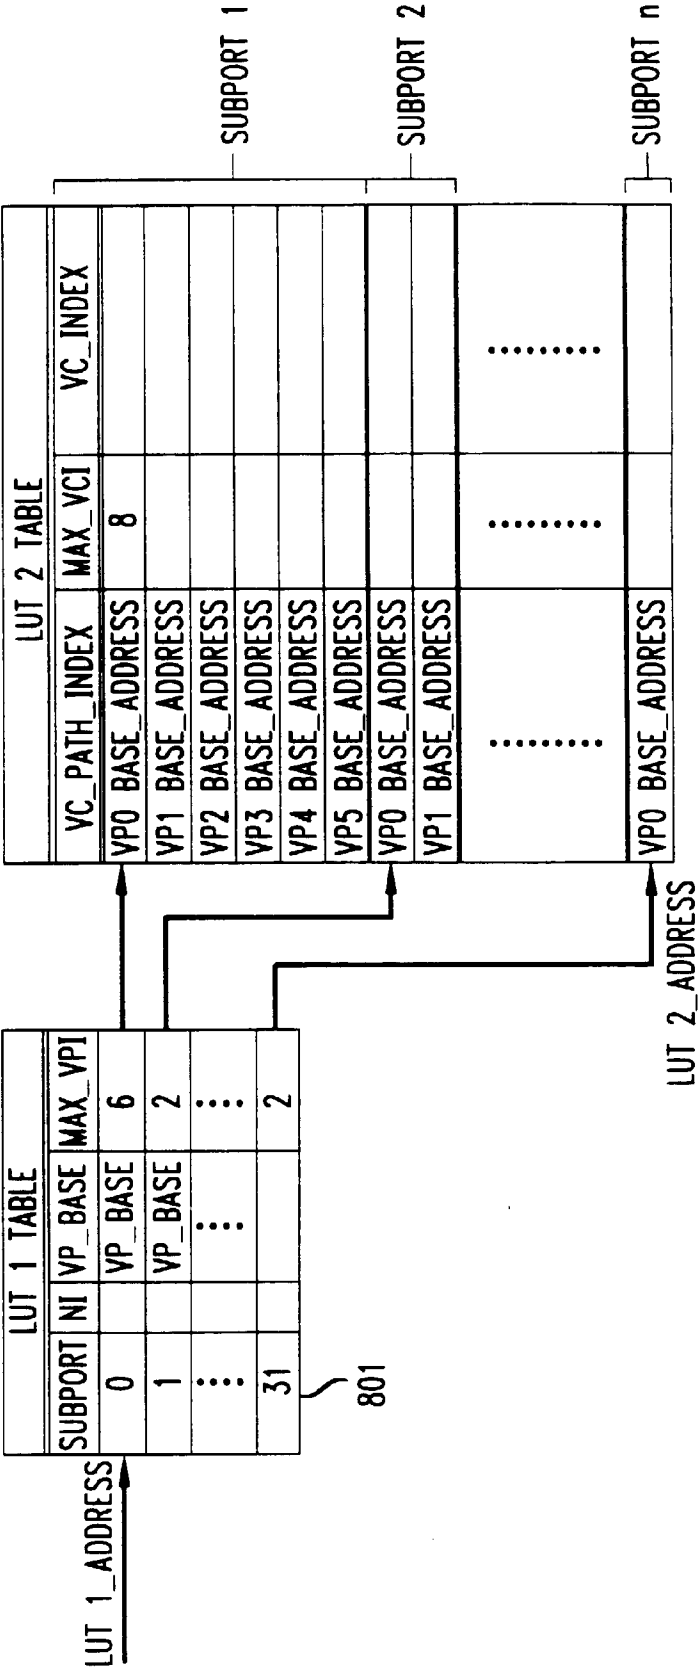 LUT 1_ADDRESS
LUT 1 TABLE
SUBPORT NI VP_BASE MAX_VPI
0 VP_BASE 6
1 VP_BASE 2
.... .... ....
31 2
801
LUT 2 TABLE
VC_PATH_INDEX MAX_VCI VC_INDEX
VP0 BASE_ADDRESS 8
VP1 BASE_ADDRESS
VP2 BASE_ADDRESS
VP3 BASE_ADDRESS
VP4 BASE_ADDRESS
VP5 BASE_ADDRESS
VP0 BASE_ADDRESS
VP1 BASE_ADDRESS
......... ......... .........
VP0 BASE_ADDRESS
LUT 2_ADDRESS
SUBPORT 1
SUBPORT 2
SUBPORT n